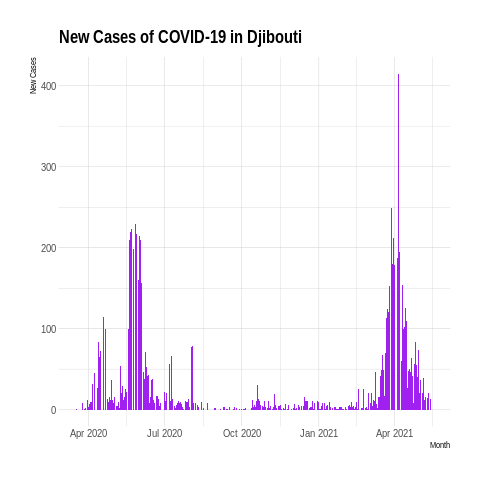 New Cases of COVID-19 in Djibouti
New Cases
400
300
200
100
0
Apr 2020 Jul 2020 Oct 2020 Jan 2021 Apr 2021
Month